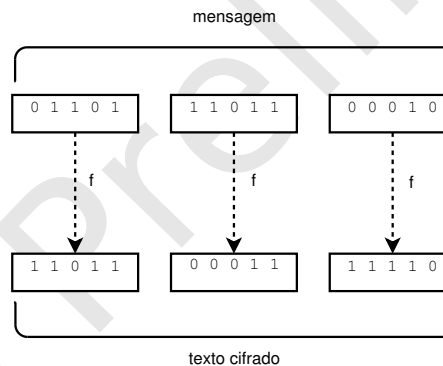 mensagem
0 1 1 0 1 1 1 0 1 1 0 0 0 1 0
f f f
1 1 0 1 1 0 0 0 1 1 1 1 1 1 0
texto cifrado